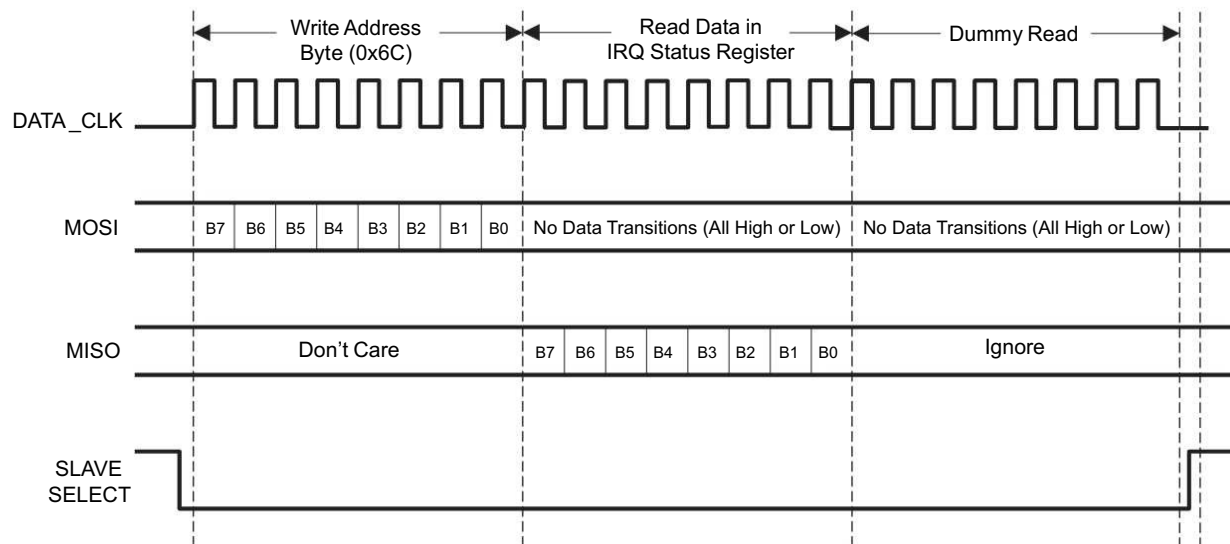 Write Address
Byte (0x6C)
Read Data in
IRQ Status Register
Dummy Read
DATA_CLK
MOSI
B7 B6 B5 B4 B3 B2 B1 B0 No Data Transitions (All High or Low) No Data Transitions (All High or Low)
MISO
Don't Care
B7 B6 B5 B4 B3 B2 B1 B0
Ignore
SLAVE
SELECT